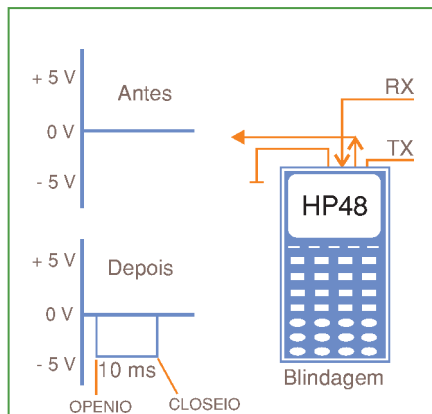 + 5 V
Antes
0 V
- 5 V
RX
TX
HP48
Blindagem
+ 5 V
Depois
0 V
- 5 V
10 ms
OPENIO
CLOSEIO